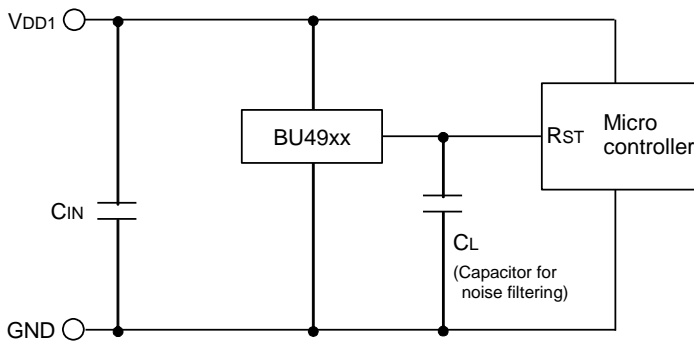 VDD1
BU49xx
RST
Micro
controller
CIN
CL
(Capacitor for
noise filtering)
GND